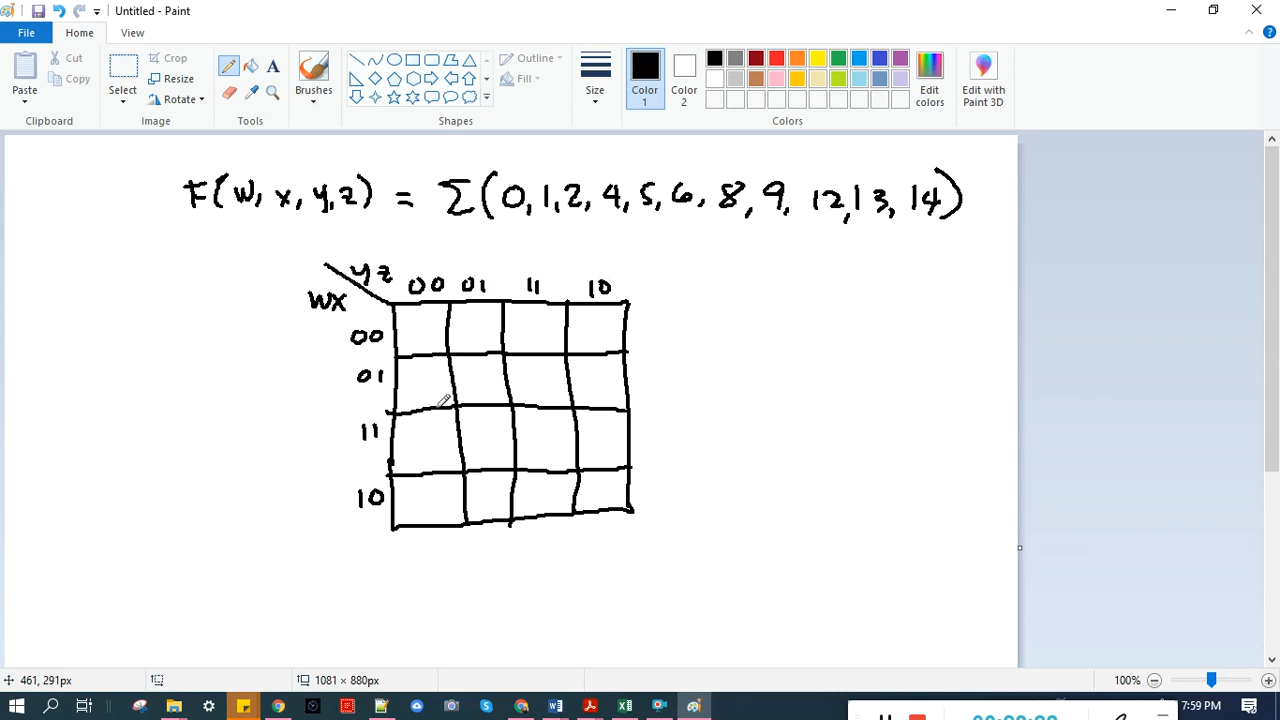 Untitled - Paint
File Home View
Paste
Cut
Copy
Clipboard
Select
Crop
Resize
Rotate
Image
A
Tools
Brushes
Shapes
Outline
Fill
Size
Color 1
Color 2
Colors
Edit colors
Edit with Paint 3D
F(W, x, y, z) = Σ(0, 1, 2, 4, 5, 6, 8, 9, 12, 13, 14)
yz
00 01 11 10
WX
00
01
11
10
461, 291px
1081 × 880px
100%
7:59 PM